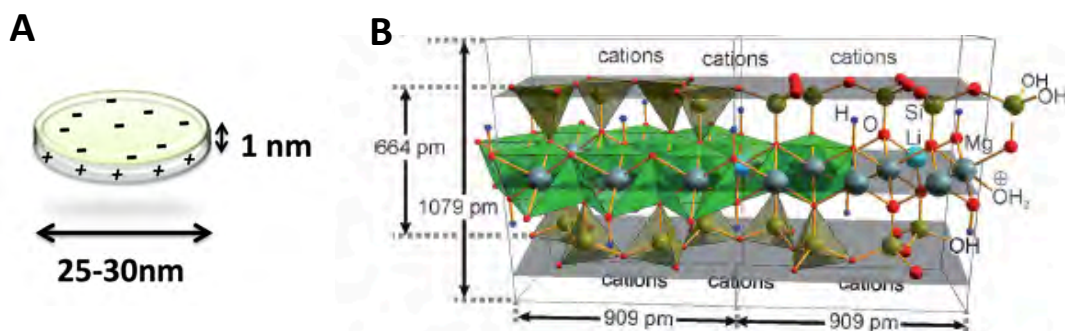 A
- - - - - - - - -
+ + + + +
1 nm
25-30nm
B
cations cations cations
OH
OH
H O Si
Li
Mg
664 pm
⊕
OH₂
1079 pm
OH
cations cations cations
909 pm 909 pm